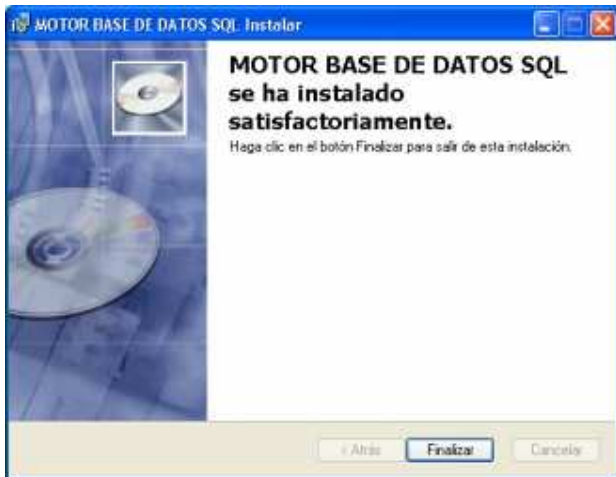 MOTOR BASE DE DATOS SQL Instalar
MOTOR BASE DE DATOS SQL
se ha instalado
satisfactoriamente.
Haga clic en el botón Finalizar para salir de esta instalación.
< Atrás Finalizar Cancelar